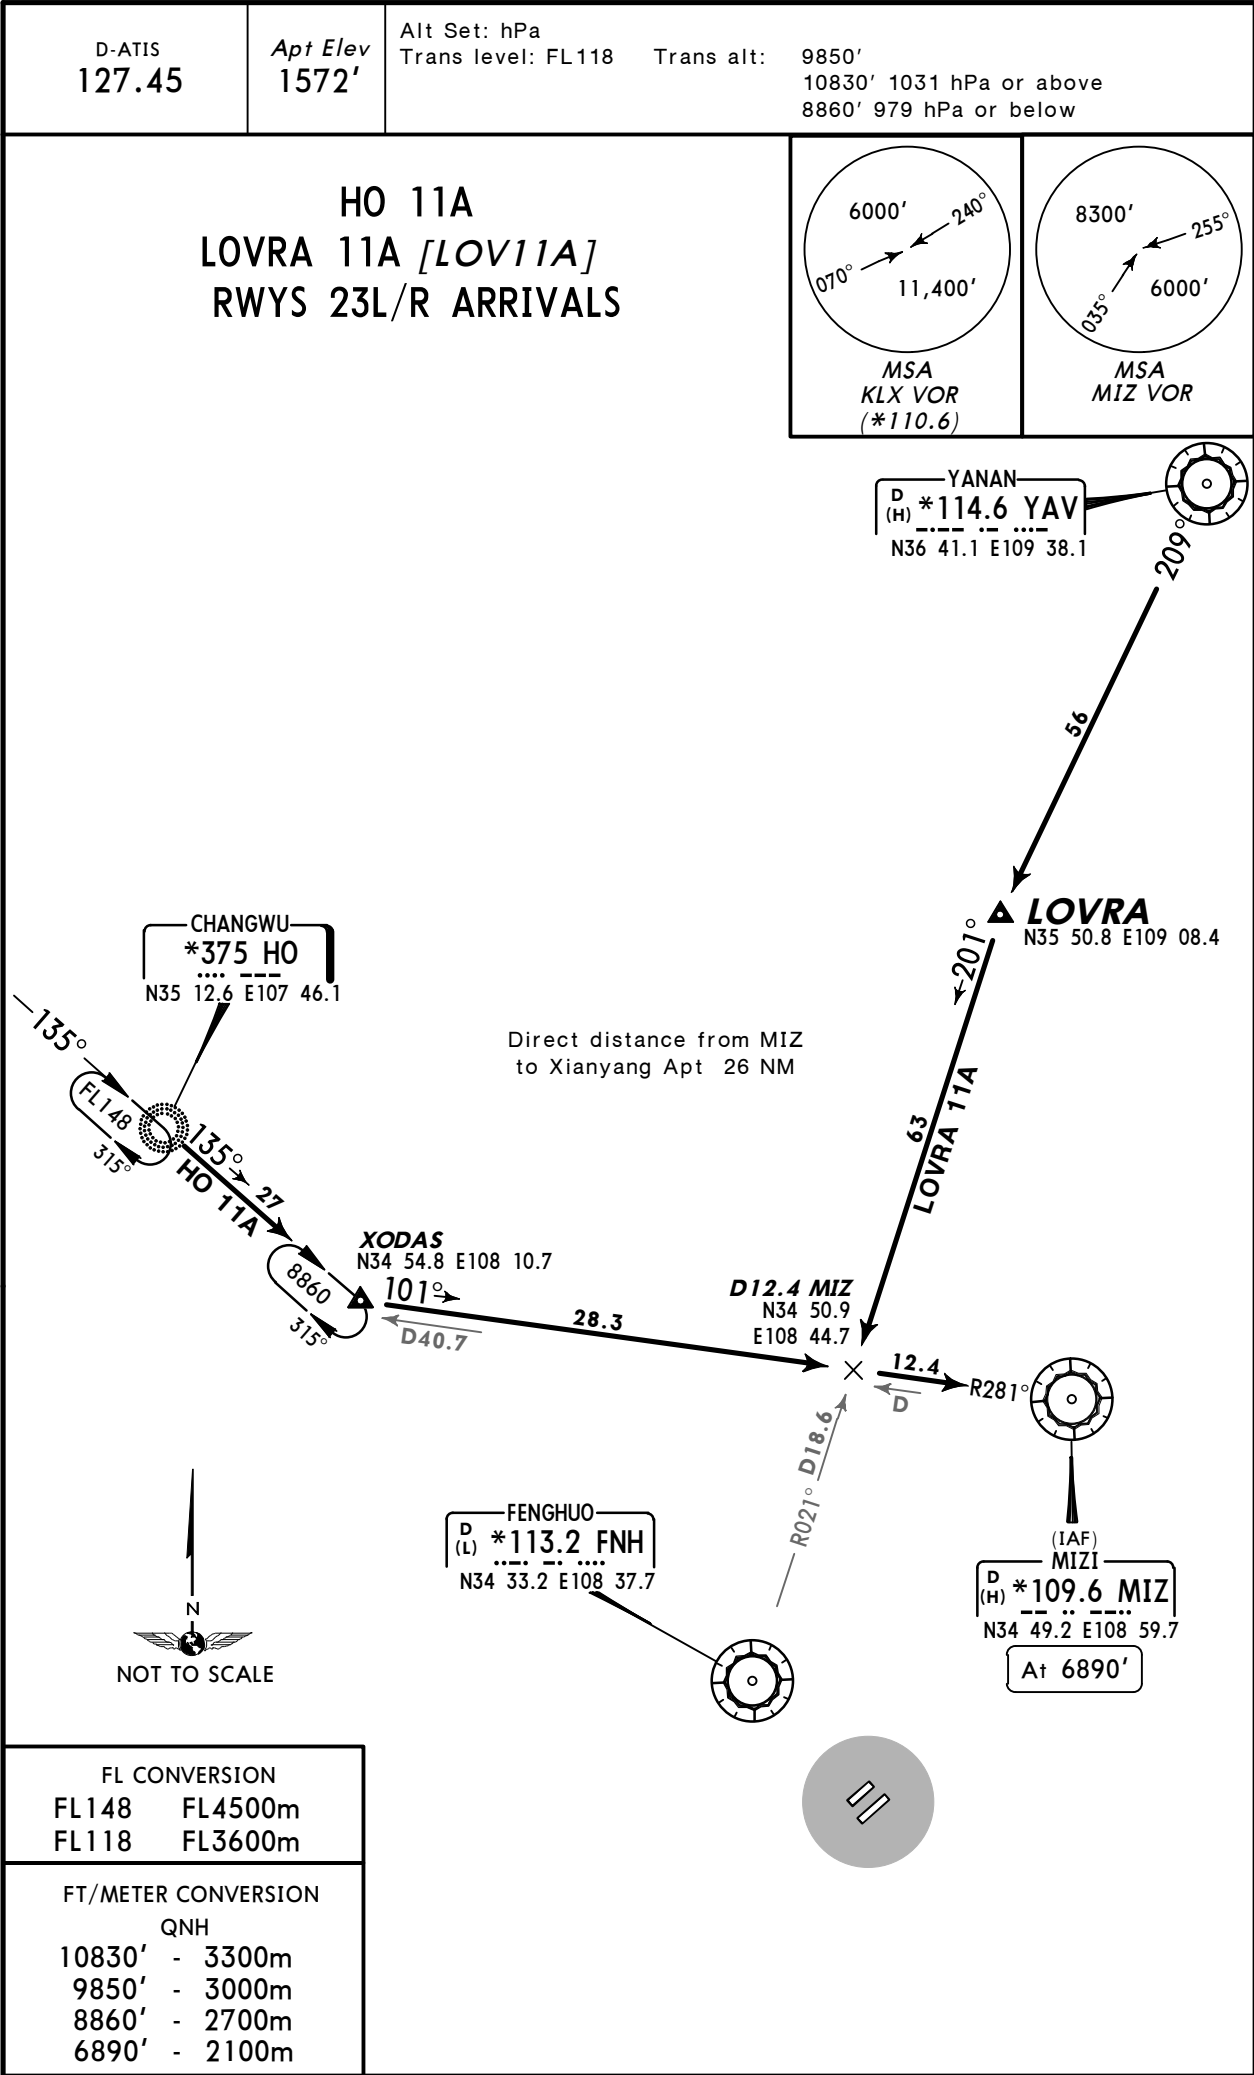 D-ATIS
127.45
Apt Elev
1572'
Alt Set: hPa
Trans level: FL118 Trans alt: 9850'
10830' 1031 hPa or above
8860' 979 hPa or below
HO 11A
LOVRA 11A [LOV11A]
RWYS 23L/R ARRIVALS
6000'
240°
070°
11,400'
MSA
KLX VOR
(*110.6)
8300'
255°
035°
6000'
MSA
MIZ VOR
YANAN
D
(H) *114.6 YAV
N36 41.1 E109 38.1
209°
56
LOVRA
N35 50.8 E109 08.4
201°
63
LOVRA 11A
CHANGWU
*375 HO
N35 12.6 E107 46.1
135°
FL148
315°
135°
27
HO 11A
Direct distance from MIZ
to Xianyang Apt 26 NM
XODAS
N34 54.8 E108 10.7
8860
315°
101°
D40.7
28.3
D12.4 MIZ
N34 50.9
E108 44.7
12.4
R281°
D
R021° D18.6
FENGHUO
D
(L) *113.2 FNH
N34 33.2 E108 37.7
(IAF)
MIZI
D
(H) *109.6 MIZ
N34 49.2 E108 59.7
At 6890'
N
NOT TO SCALE
FL CONVERSION
FL148 FL4500m
FL118 FL3600m
FT/METER CONVERSION
QNH
10830' - 3300m
9850' - 3000m
8860' - 2700m
6890' - 2100m